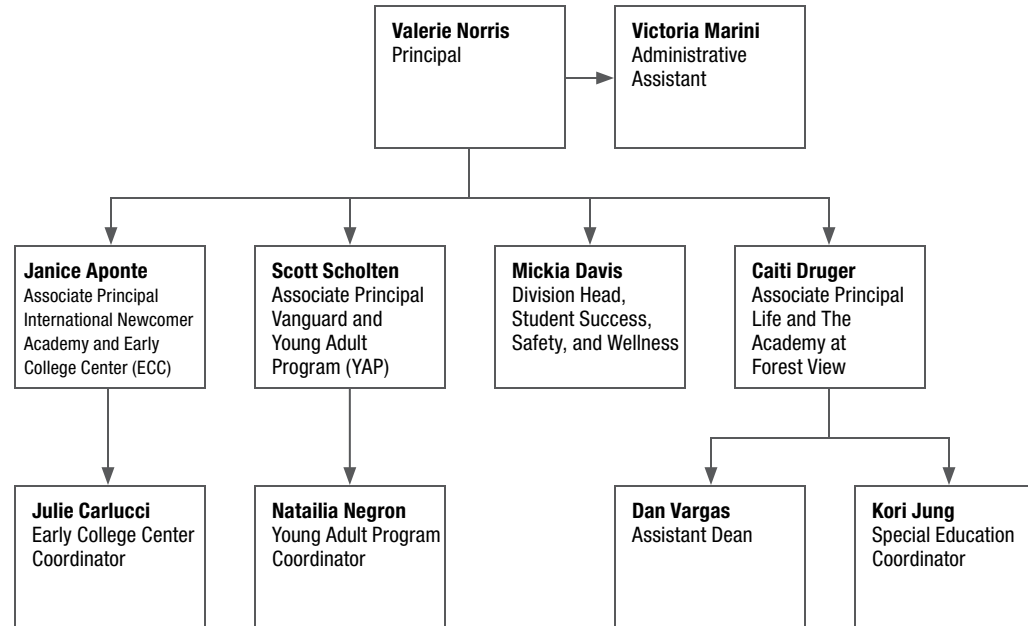 Valerie Norris
Principal
Victoria Marini
Administrative
Assistant
Janice Aponte
Associate Principal
International Newcomer
Academy and Early
College Center (ECC)
Scott Scholten
Associate Principal
Vanguard and
Young Adult
Program (YAP)
Mickia Davis
Division Head,
Student Success,
Safety, and Wellness
Caiti Druger
Associate Principal
Life and The
Academy at
Forest View
Julie Carlucci
Early College Center
Coordinator
Natailia Negron
Young Adult Program
Coordinator
Dan Vargas
Assistant Dean
Kori Jung
Special Education
Coordinator